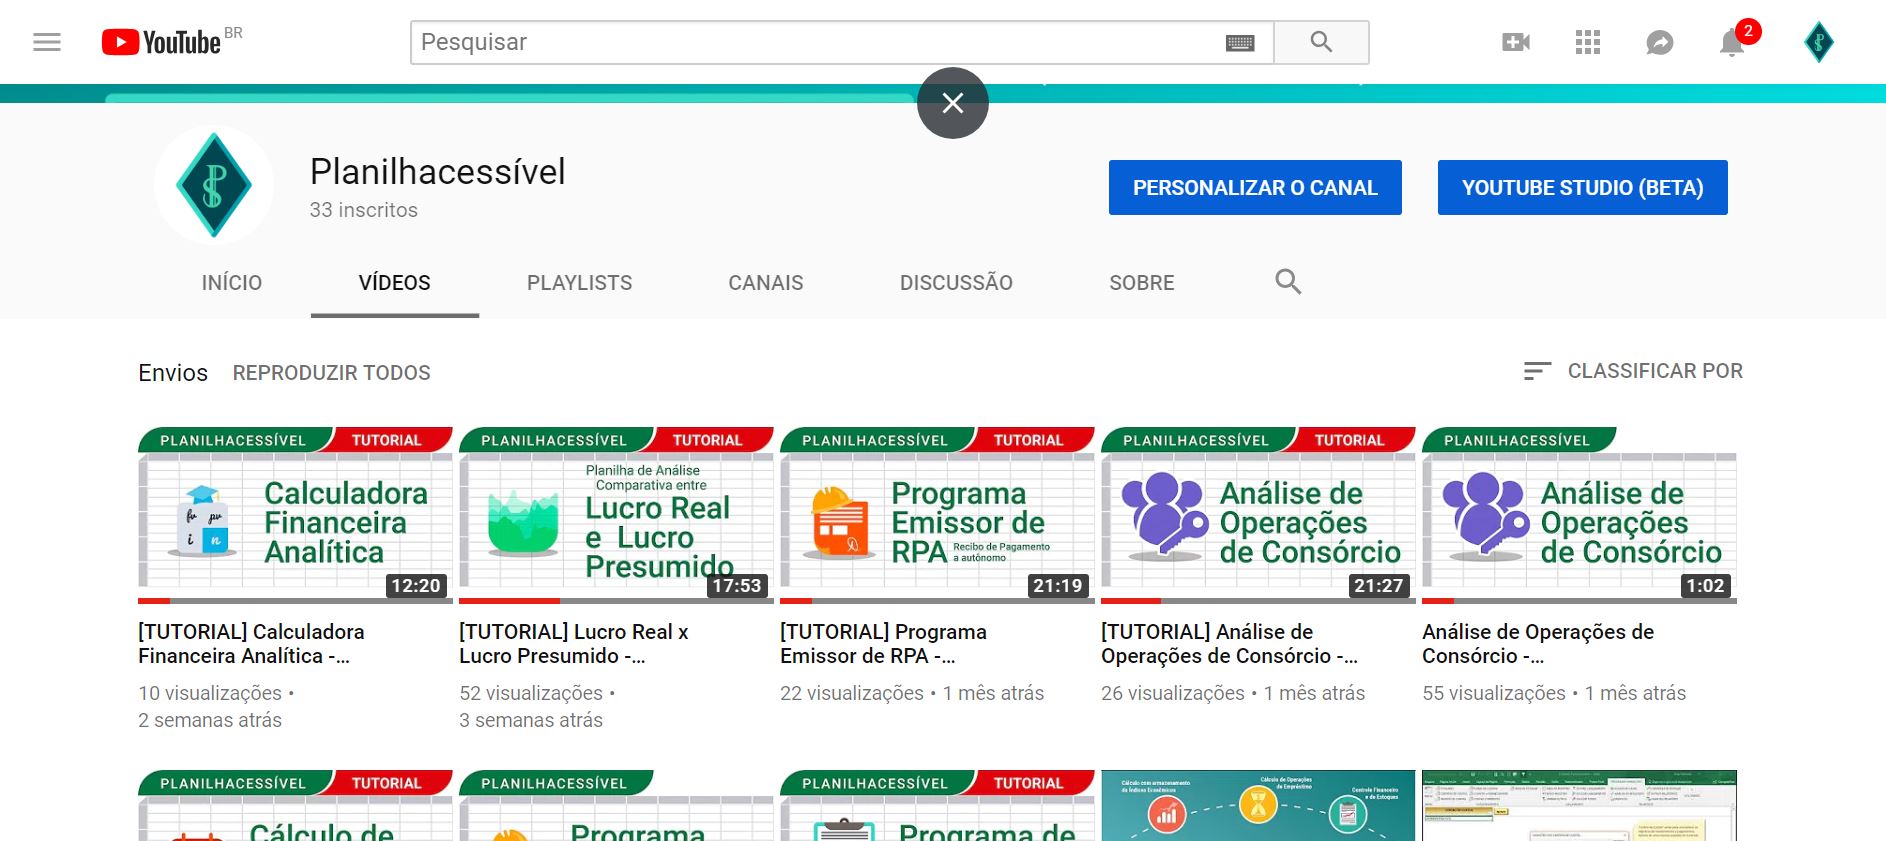 YouTube BR
Pesquisar
2
Planilhacessível
33 inscritos
PERSONALIZAR O CANAL
YOUTUBE STUDIO (BETA)
INÍCIO
VÍDEOS
PLAYLISTS
CANAIS
DISCUSSÃO
SOBRE
Envios
REPRODUZIR TODOS
CLASSIFICAR POR
PLANILHACESSÍVEL
TUTORIAL
fv pv
i n
Calculadora
Financeira
Analítica
12:20
[TUTORIAL] Calculadora
Financeira Analítica -...
10 visualizações •
2 semanas atrás
PLANILHACESSÍVEL
TUTORIAL
Planilha de Análise
Comparativa entre
Lucro Real
e Lucro
Presumido
17:53
[TUTORIAL] Lucro Real x
Lucro Presumido -...
52 visualizações •
3 semanas atrás
PLANILHACESSÍVEL
TUTORIAL
Programa
Emissor de
RPA
Recibo de Pagamento
a autônomo
21:19
[TUTORIAL] Programa
Emissor de RPA -...
22 visualizações • 1 mês atrás
PLANILHACESSÍVEL
TUTORIAL
Análise de
Operações
de Consórcio
21:27
[TUTORIAL] Análise de
Operações de Consórcio -...
26 visualizações • 1 mês atrás
PLANILHACESSÍVEL
Análise de
Operações
de Consórcio
1:02
Análise de Operações de
Consórcio -...
55 visualizações • 1 mês atrás
PLANILHACESSÍVEL
TUTORIAL
Cálculo de
PLANILHACESSÍVEL
Programa
PLANILHACESSÍVEL
TUTORIAL
Programa de
Cálculo com armazenamento
de Índices Econômicos
Cálculo de Operações
de Empréstimo
Controle Financeiro
e de Estoques